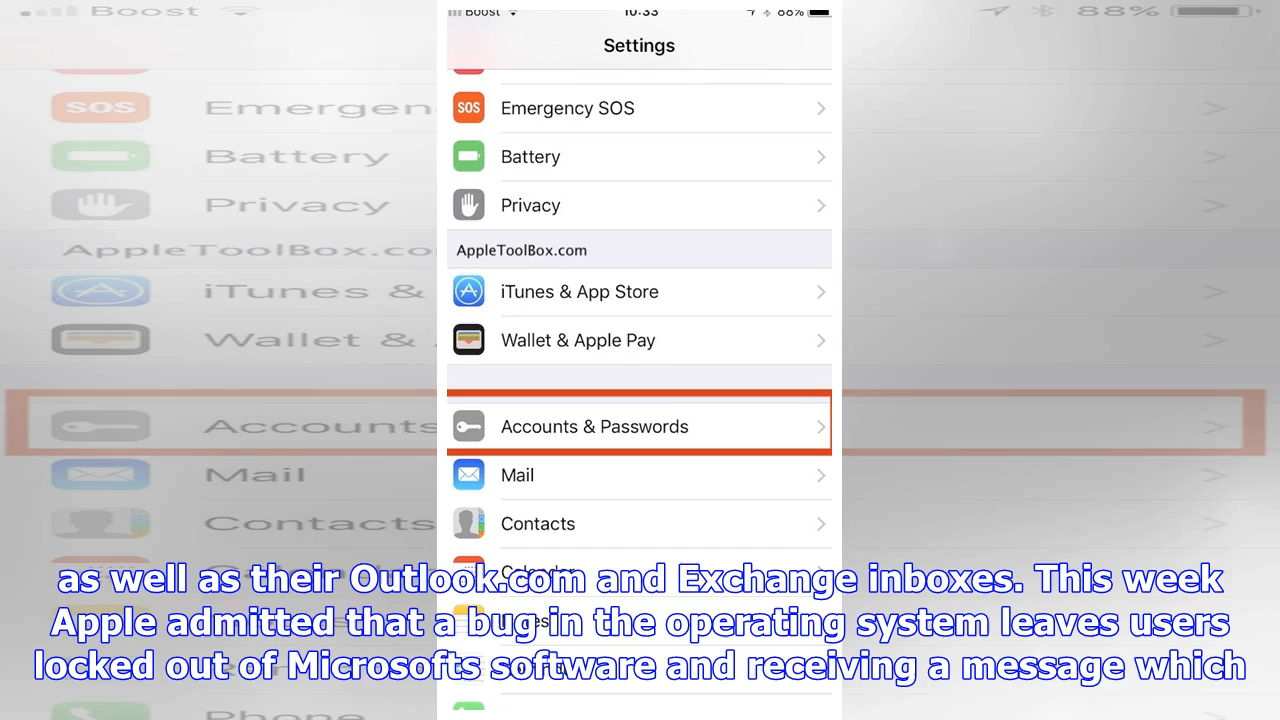 Boost 10:33 88%
Settings
SOS Emergency SOS
Battery
Privacy
AppleToolBox.com
iTunes & App Store
Wallet & Apple Pay
Accounts & Passwords
Mail
Contacts
as well as their Outlook.com and Exchange inboxes. This week
Apple admitted that a bug in the operating system leaves users
locked out of Microsofts software and receiving a message which